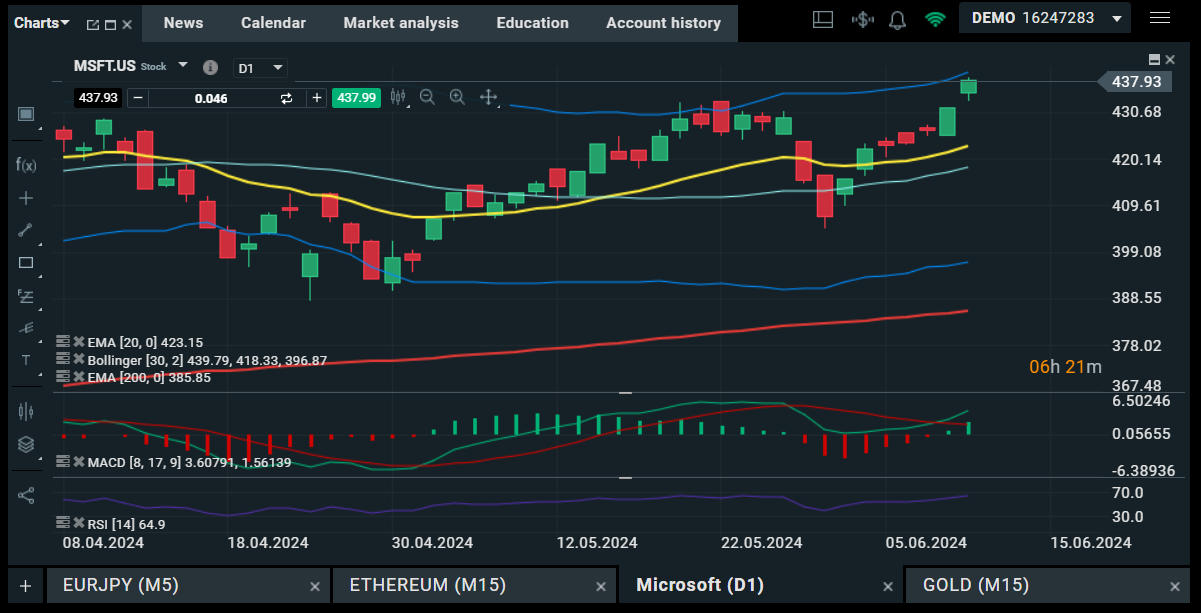 Charts News Calendar Market analysis Education Account history DEMO 16247283
MSFT.US Stock i D1
437.93 − 0.046 + 437.99
437.93
430.68
420.14
409.61
399.08
388.55
378.02
367.48
06h 21m
f(x)
T
EMA [20, 0] 423.15
Bollinger [30, 2] 439.79, 418.33, 396.87
EMA [200, 0] 385.85
6.50246
0.05655
-6.38936
MACD [8, 17, 9] 3.60791, 1.56139
70.0
30.0
RSI [14] 64.9
08.04.2024 18.04.2024 30.04.2024 12.05.2024 22.05.2024 05.06.2024 15.06.2024
+ EURJPY (M5) ETHEREUM (M15) Microsoft (D1) GOLD (M15)